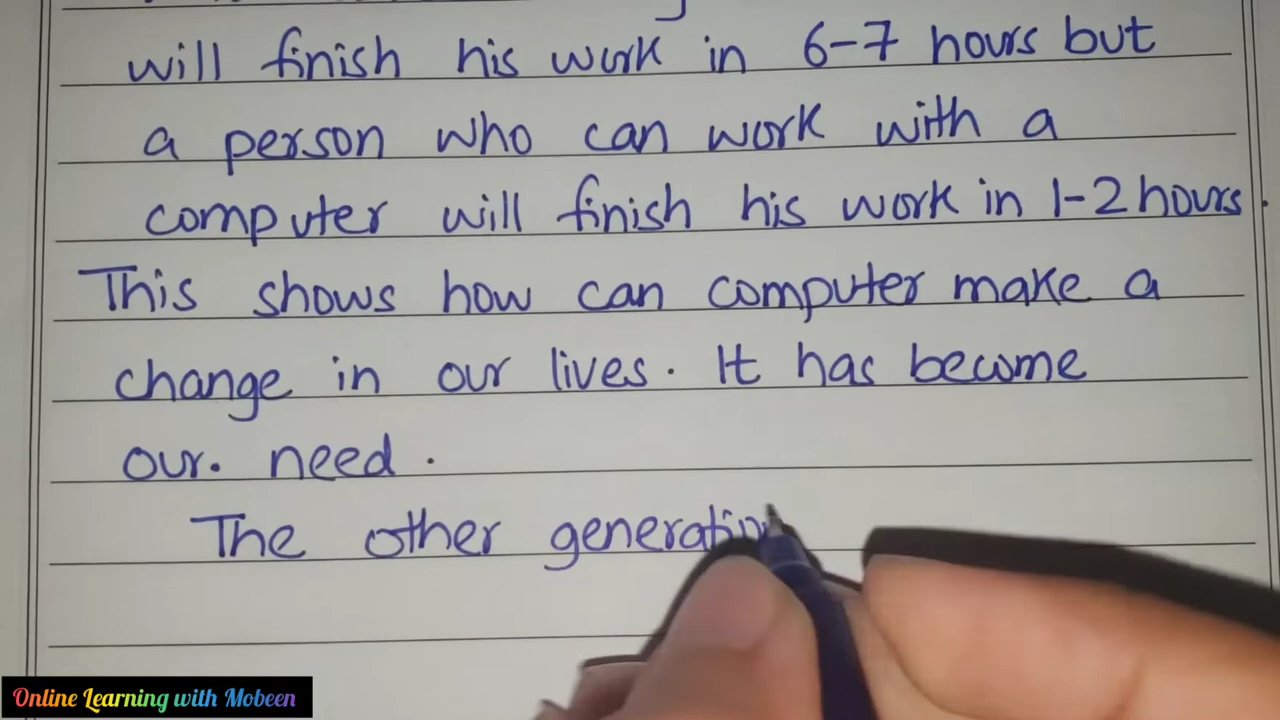 will finish his work in 6-7 hours but
a person who can work with a
computer will finish his work in 1-2 hours.
This shows how can computer make a
change in our lives. It has become
our. need.
The other generation
Online Learning with Mobeen